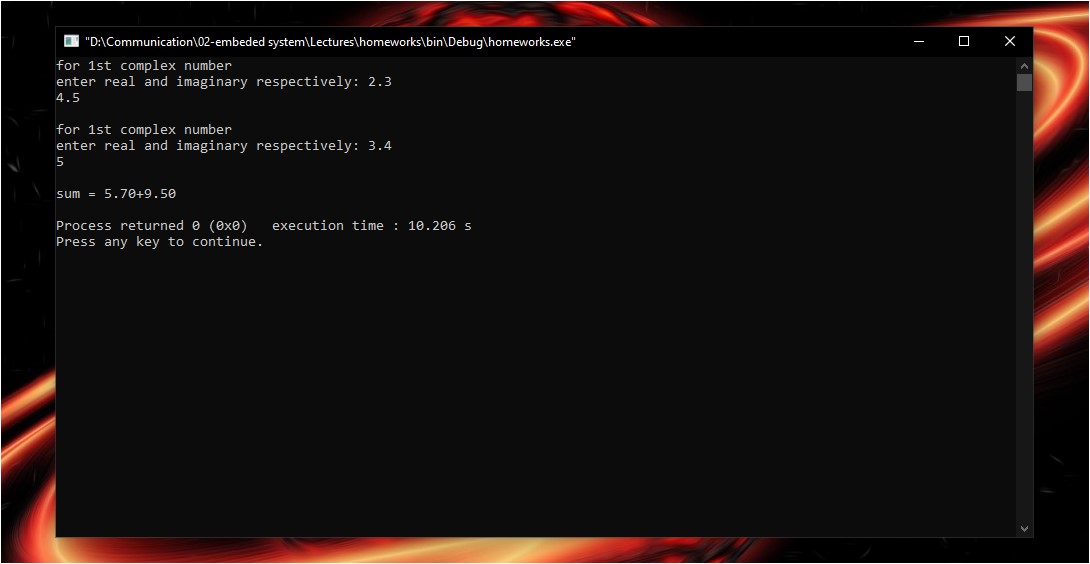 "D:\Communication\02-embeded system\Lectures\homeworks\bin\Debug\homeworks.exe"
for 1st complex number
enter real and imaginary respectively: 2.3
4.5
for 1st complex number
enter real and imaginary respectively: 3.4
5
sum = 5.70+9.50
Process returned 0 (0x0)   execution time : 10.206 s
Press any key to continue.